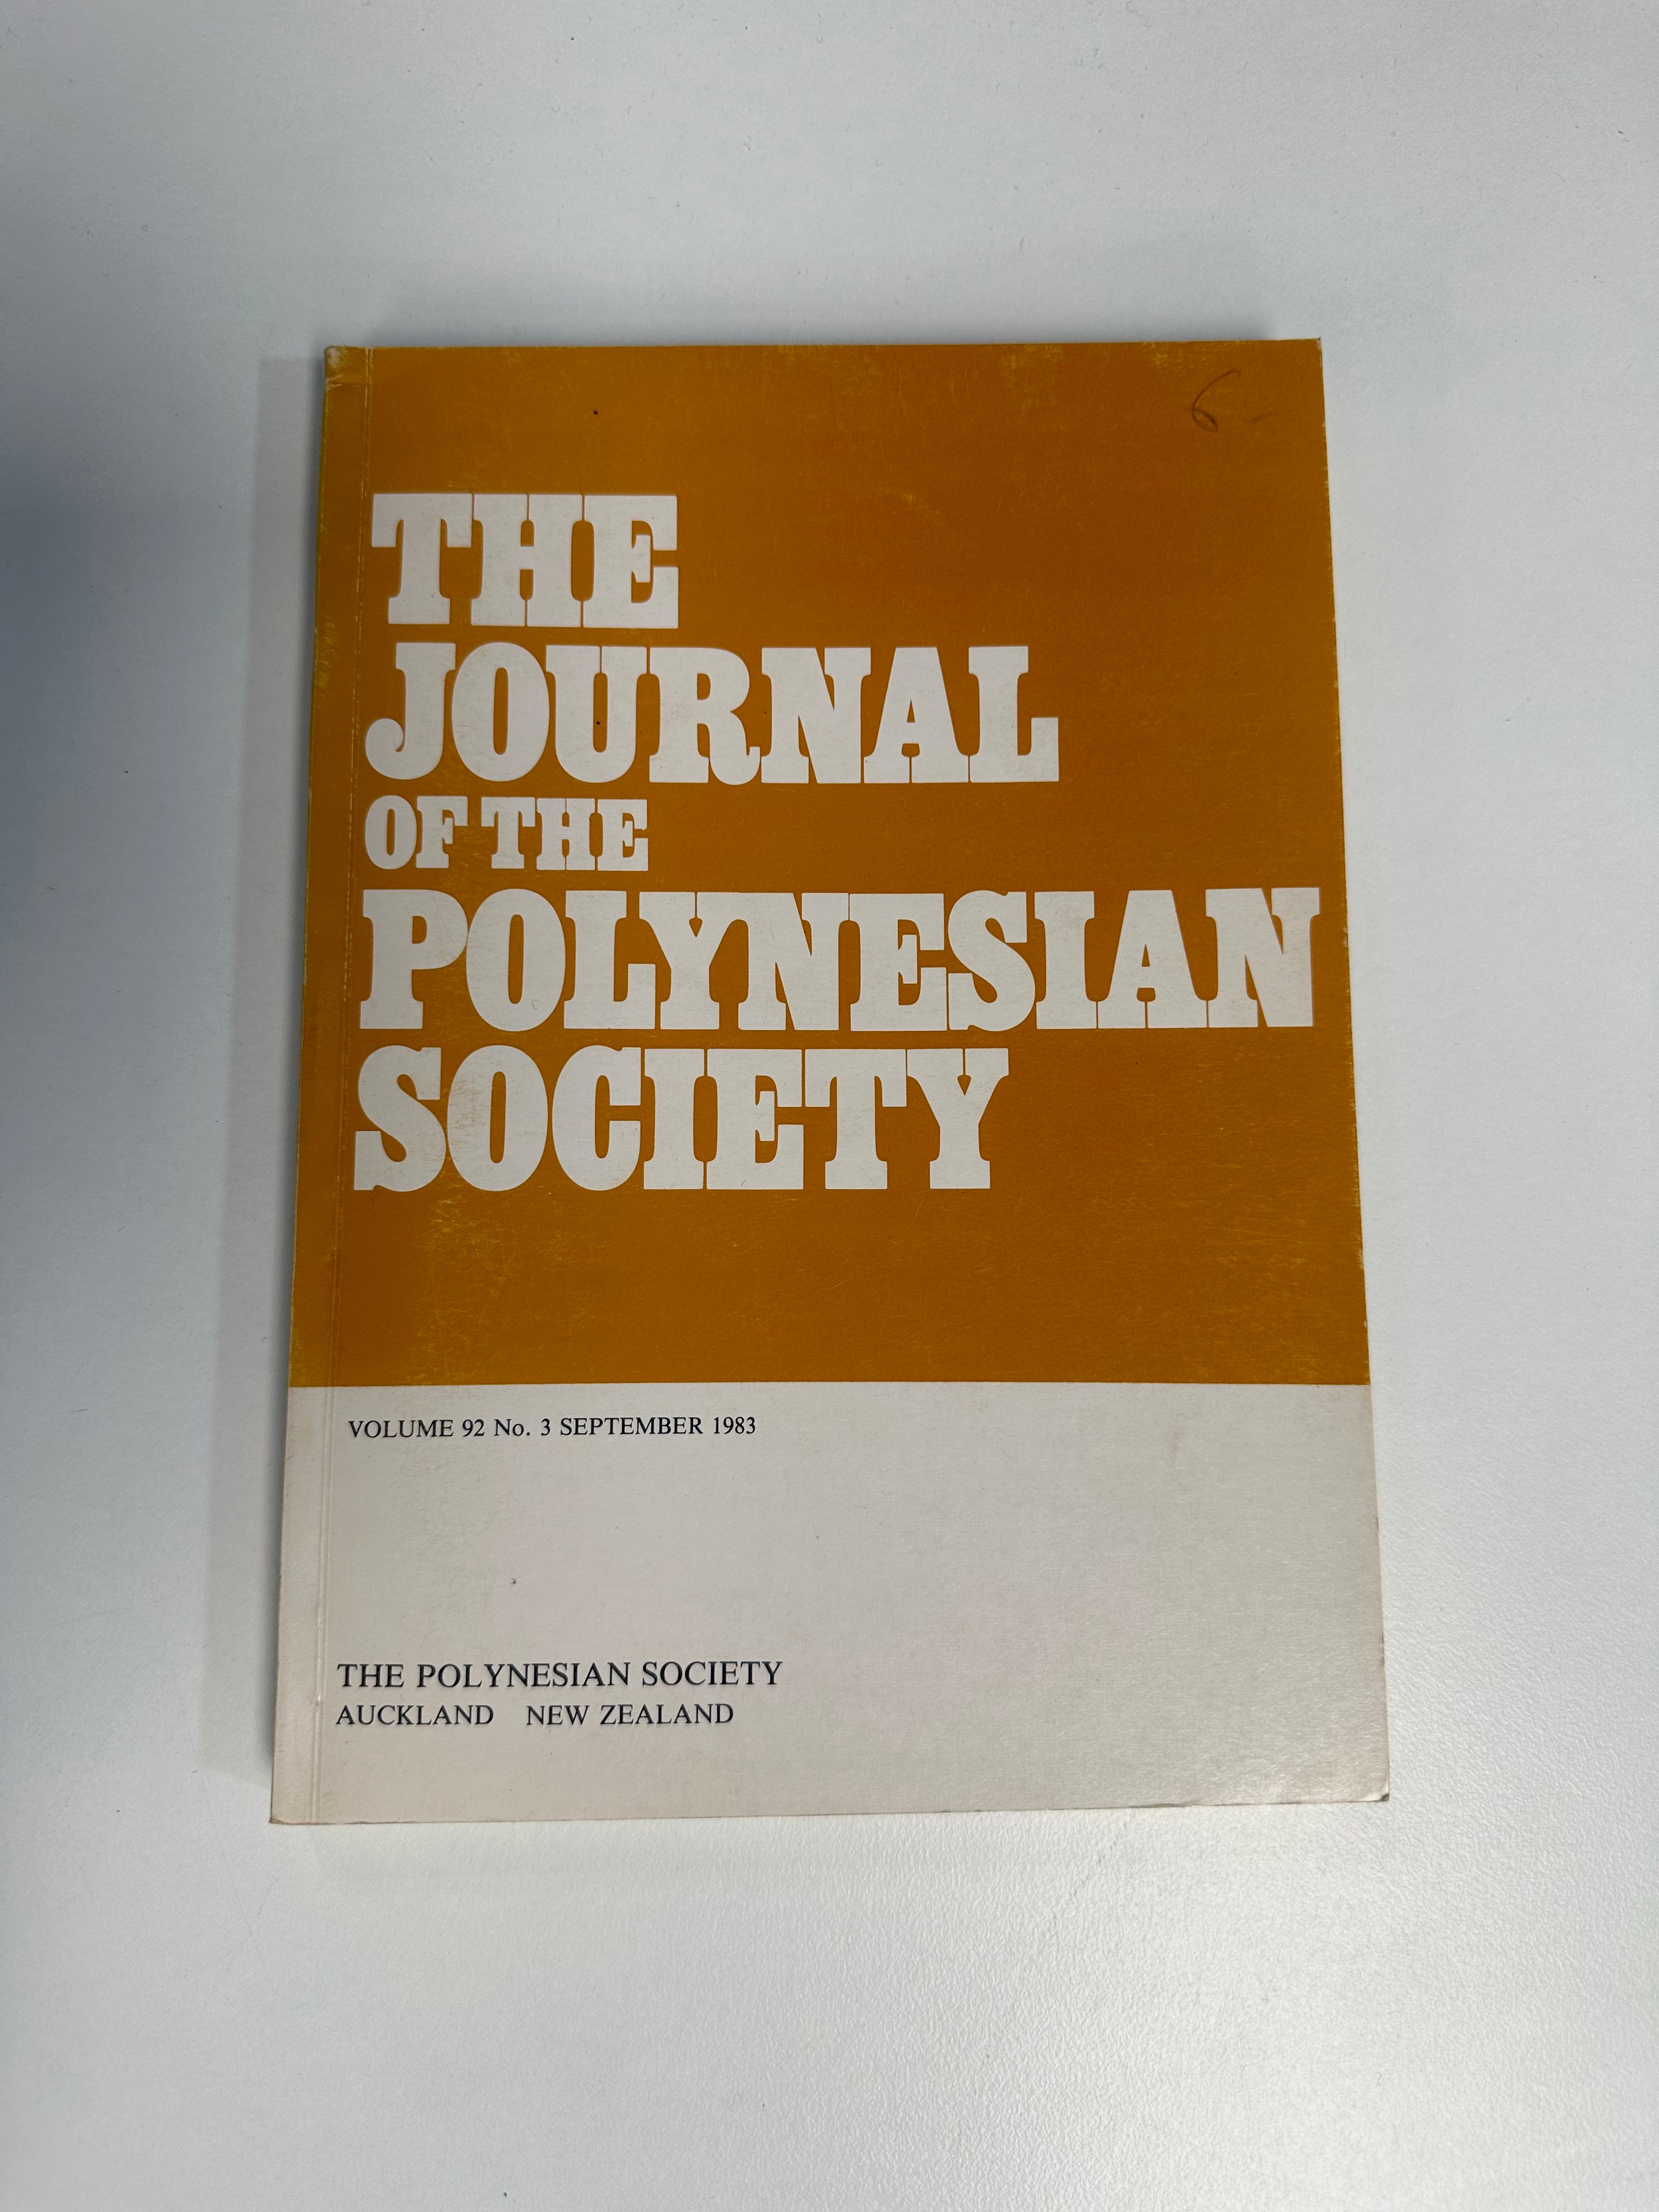 6
THE
JOURNAL
OF THE
POLYNESIAN
SOCIETY
VOLUME 92 No. 3 SEPTEMBER 1983
THE POLYNESIAN SOCIETY
AUCKLAND NEW ZEALAND